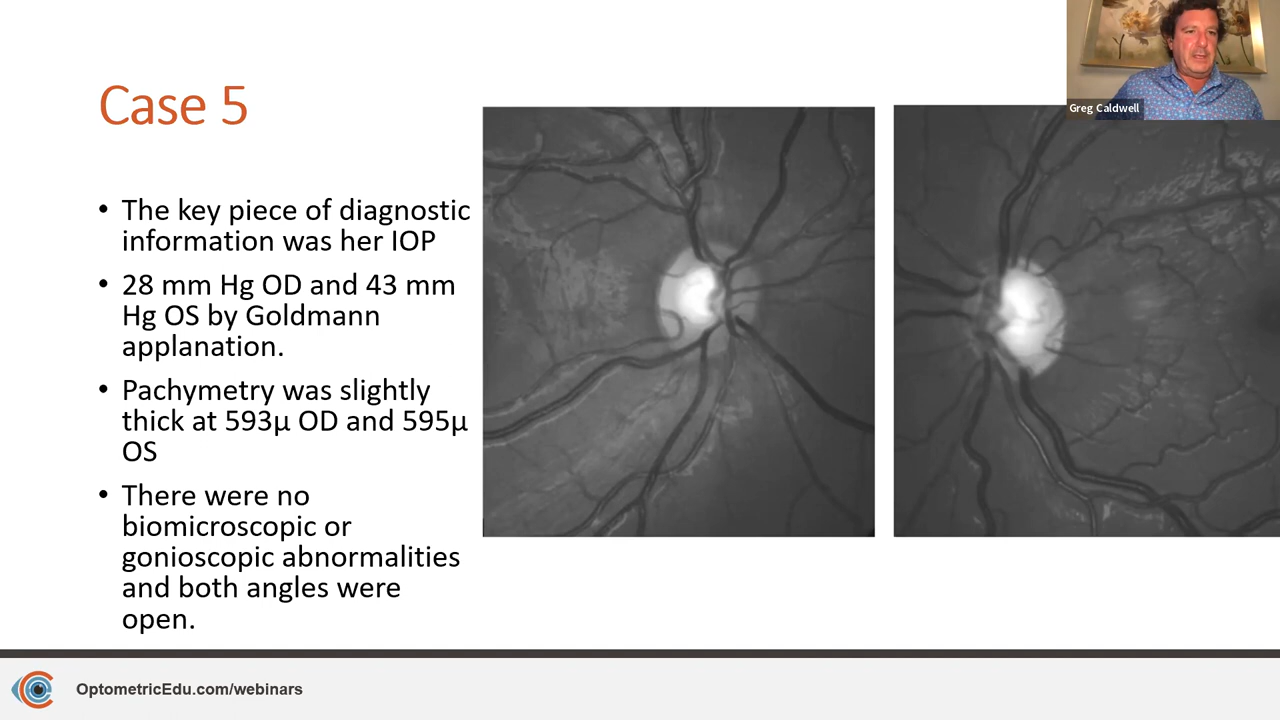 Case 5
• The key piece of diagnostic
information was her IOP
• 28 mm Hg OD and 43 mm
Hg OS by Goldmann
applanation.
• Pachymetry was slightly
thick at 593µ OD and 595µ
OS
• There were no
biomicroscopic or
gonioscopic abnormalities
and both angles were
open.
Greg Caldwell
OptometricEdu.com/webinars